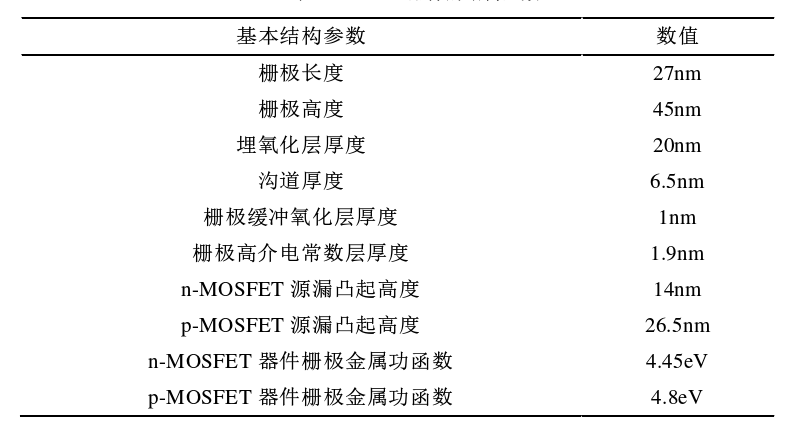 基本结构参数 数值
栅极长度 27nm
栅极高度 45nm
埋氧化层厚度 20nm
沟道厚度 6.5nm
栅极缓冲氧化层厚度 1nm
栅极高介电常数层厚度 1.9nm
n-MOSFET 源漏凸起高度 14nm
p-MOSFET 源漏凸起高度 26.5nm
n-MOSFET 器件栅极金属功函数 4.45eV
p-MOSFET 器件栅极金属功函数 4.8eV